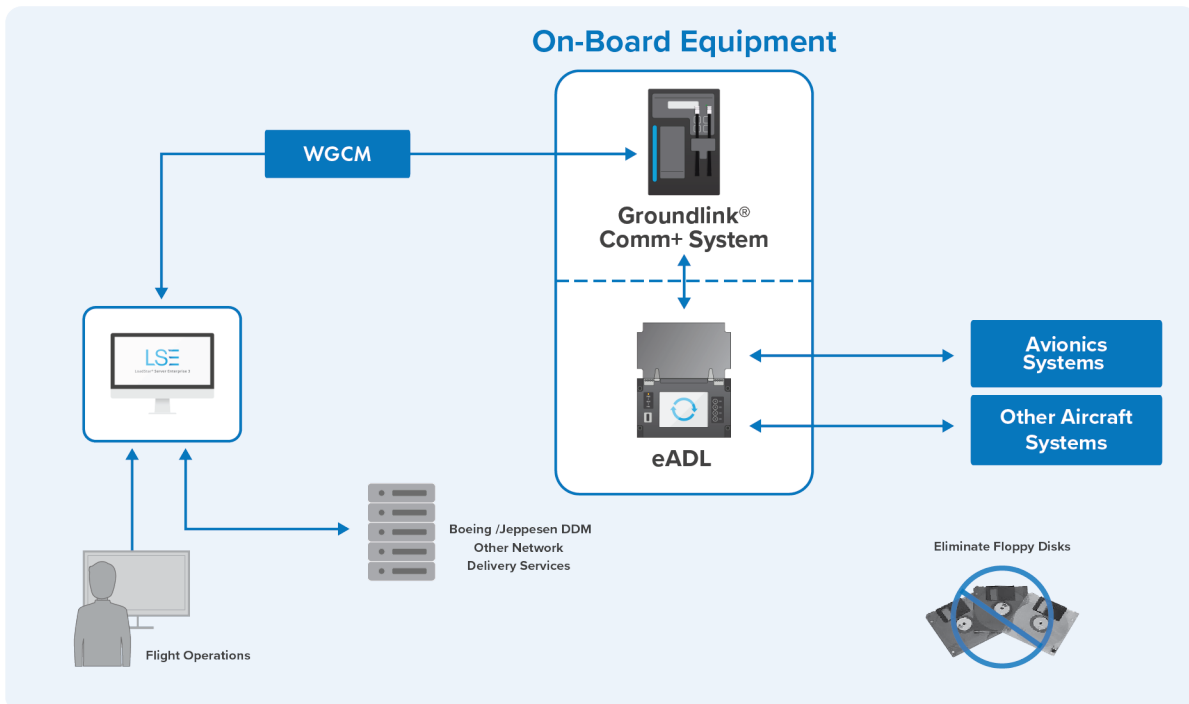 On-Board Equipment
WGCM
Groundlink®
Comm+ System
LSE
Avionics
Systems
Other Aircraft
Systems
eADL
Boeing /Jeppesen DDM
Other Network
Delivery Services
Eliminate Floppy Disks
Flight Operations